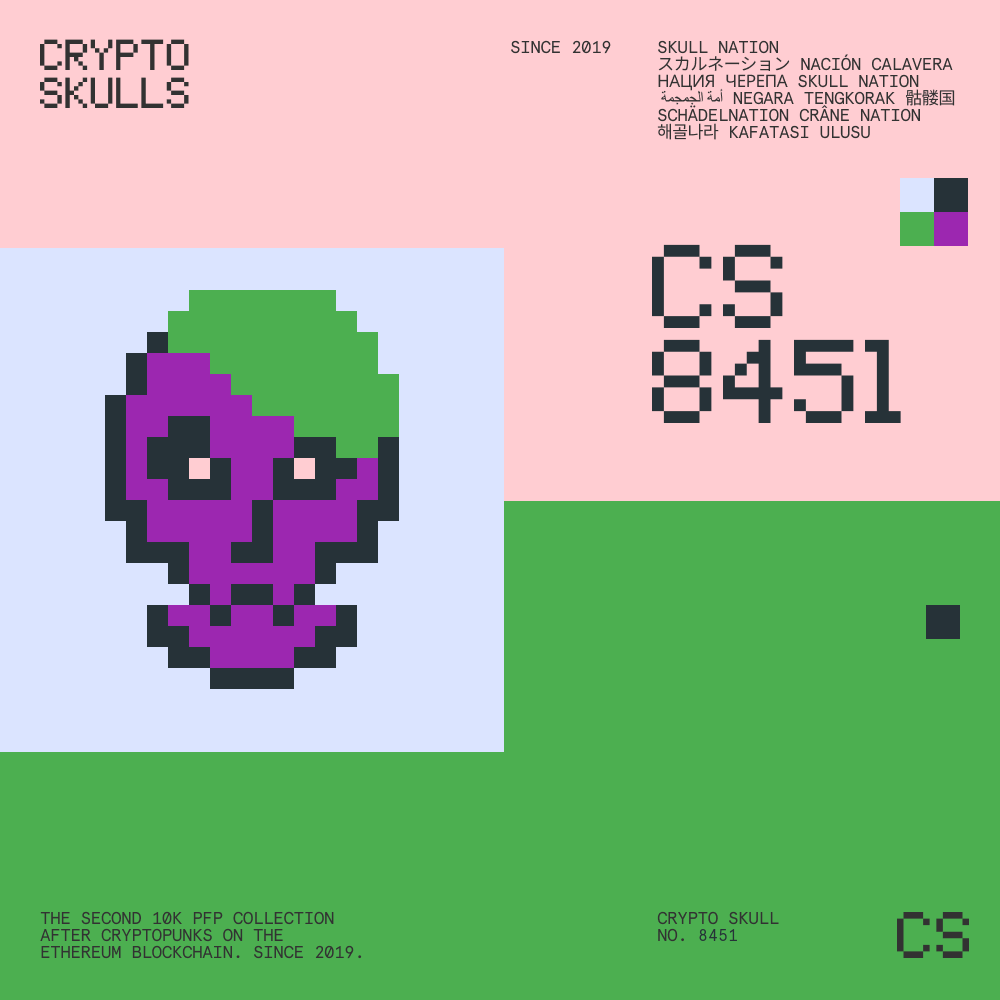 CRYPTO
SKULLS
SINCE 2019
SKULL NATION
スカルネーション NACIÓN CALAVERA
НАЦИЯ ЧЕРЕПА SKULL NATION
أمة الجمجمة NEGARA TENGKORAK 骷髅国
SCHÄDELNATION CRÂNE NATION
해골나라 KAFATASI ULUSU
CS
8451
THE SECOND 10K PFP COLLECTION
AFTER CRYPTOPUNKS ON THE
ETHEREUM BLOCKCHAIN. SINCE 2019.
CRYPTO SKULL
NO. 8451
CS